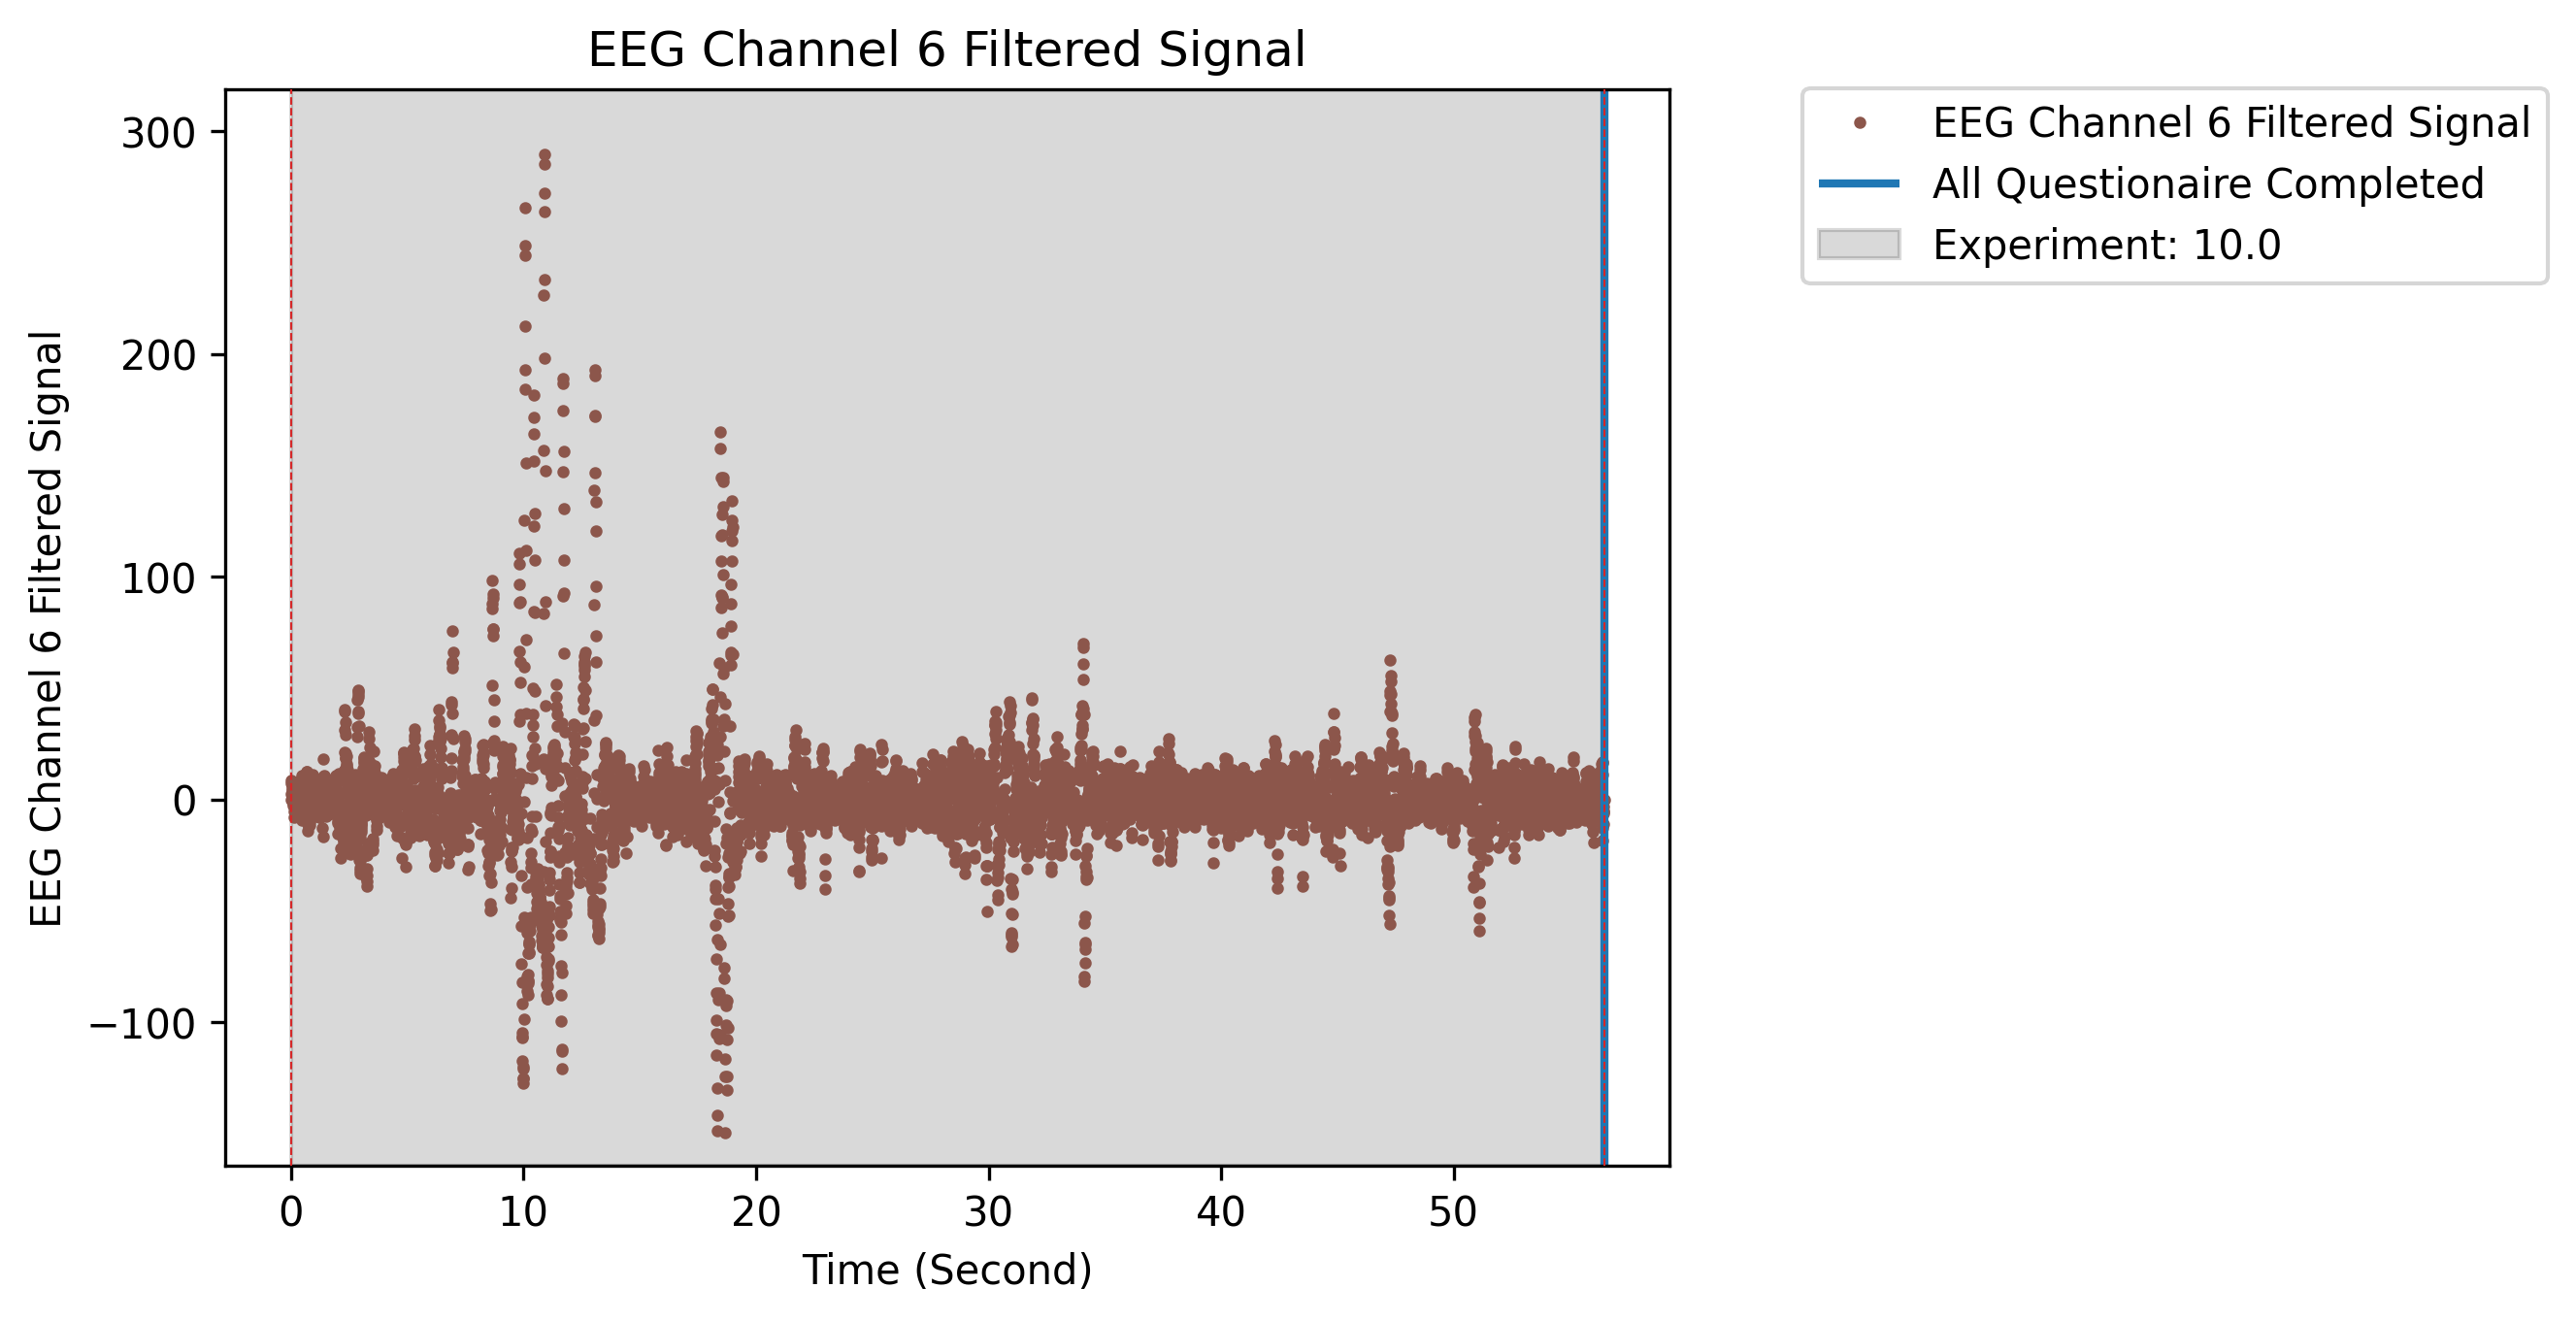 EEG Channel 6 Filtered Signal
EEG Channel 6 Filtered Signal
All Questionaire Completed
Experiment: 10.0
EEG Channel 6 Filtered Signal
300
200
100
0
−100
0 10 20 30 40 50
Time (Second)